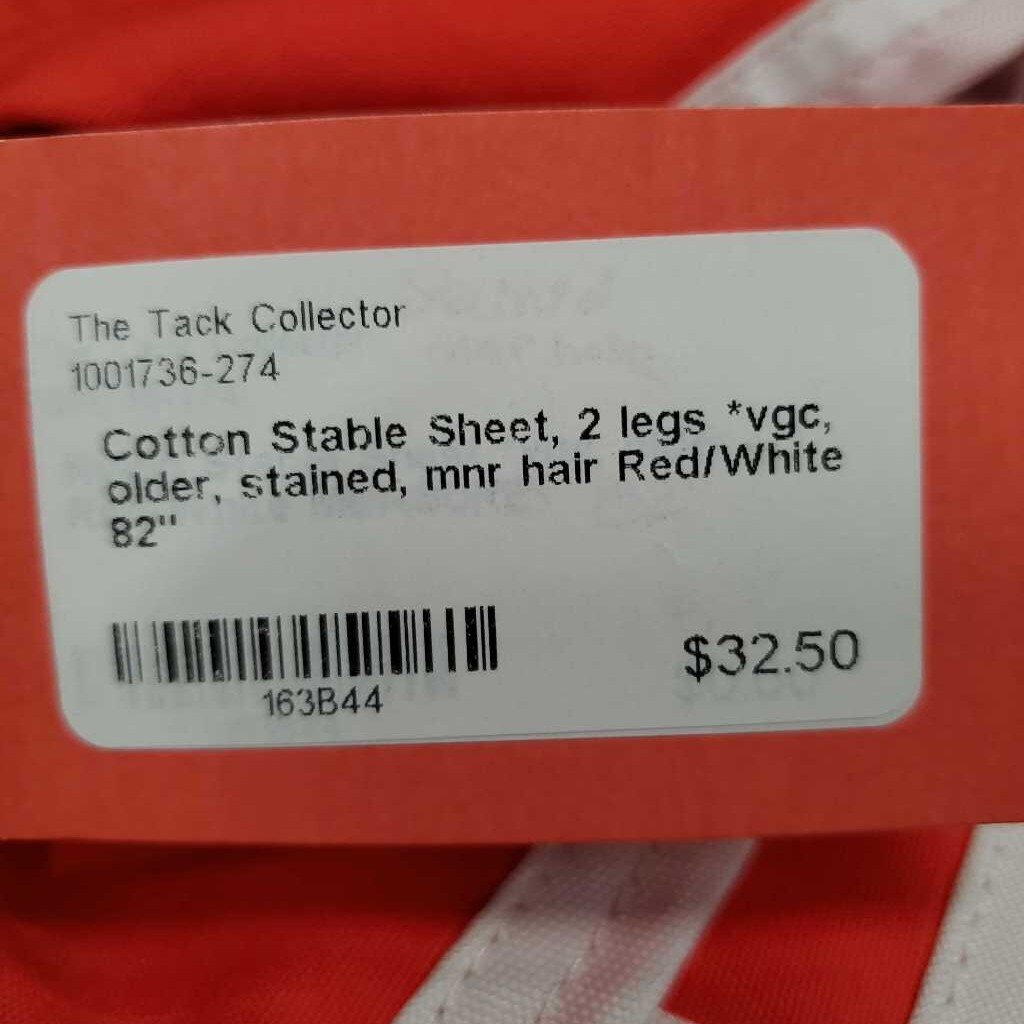 The Tack Collector
1001736-274
Cotton Stable Sheet, 2 legs *vgc,
older, stained, mnr hair Red/White
82"
163B44
$32.50